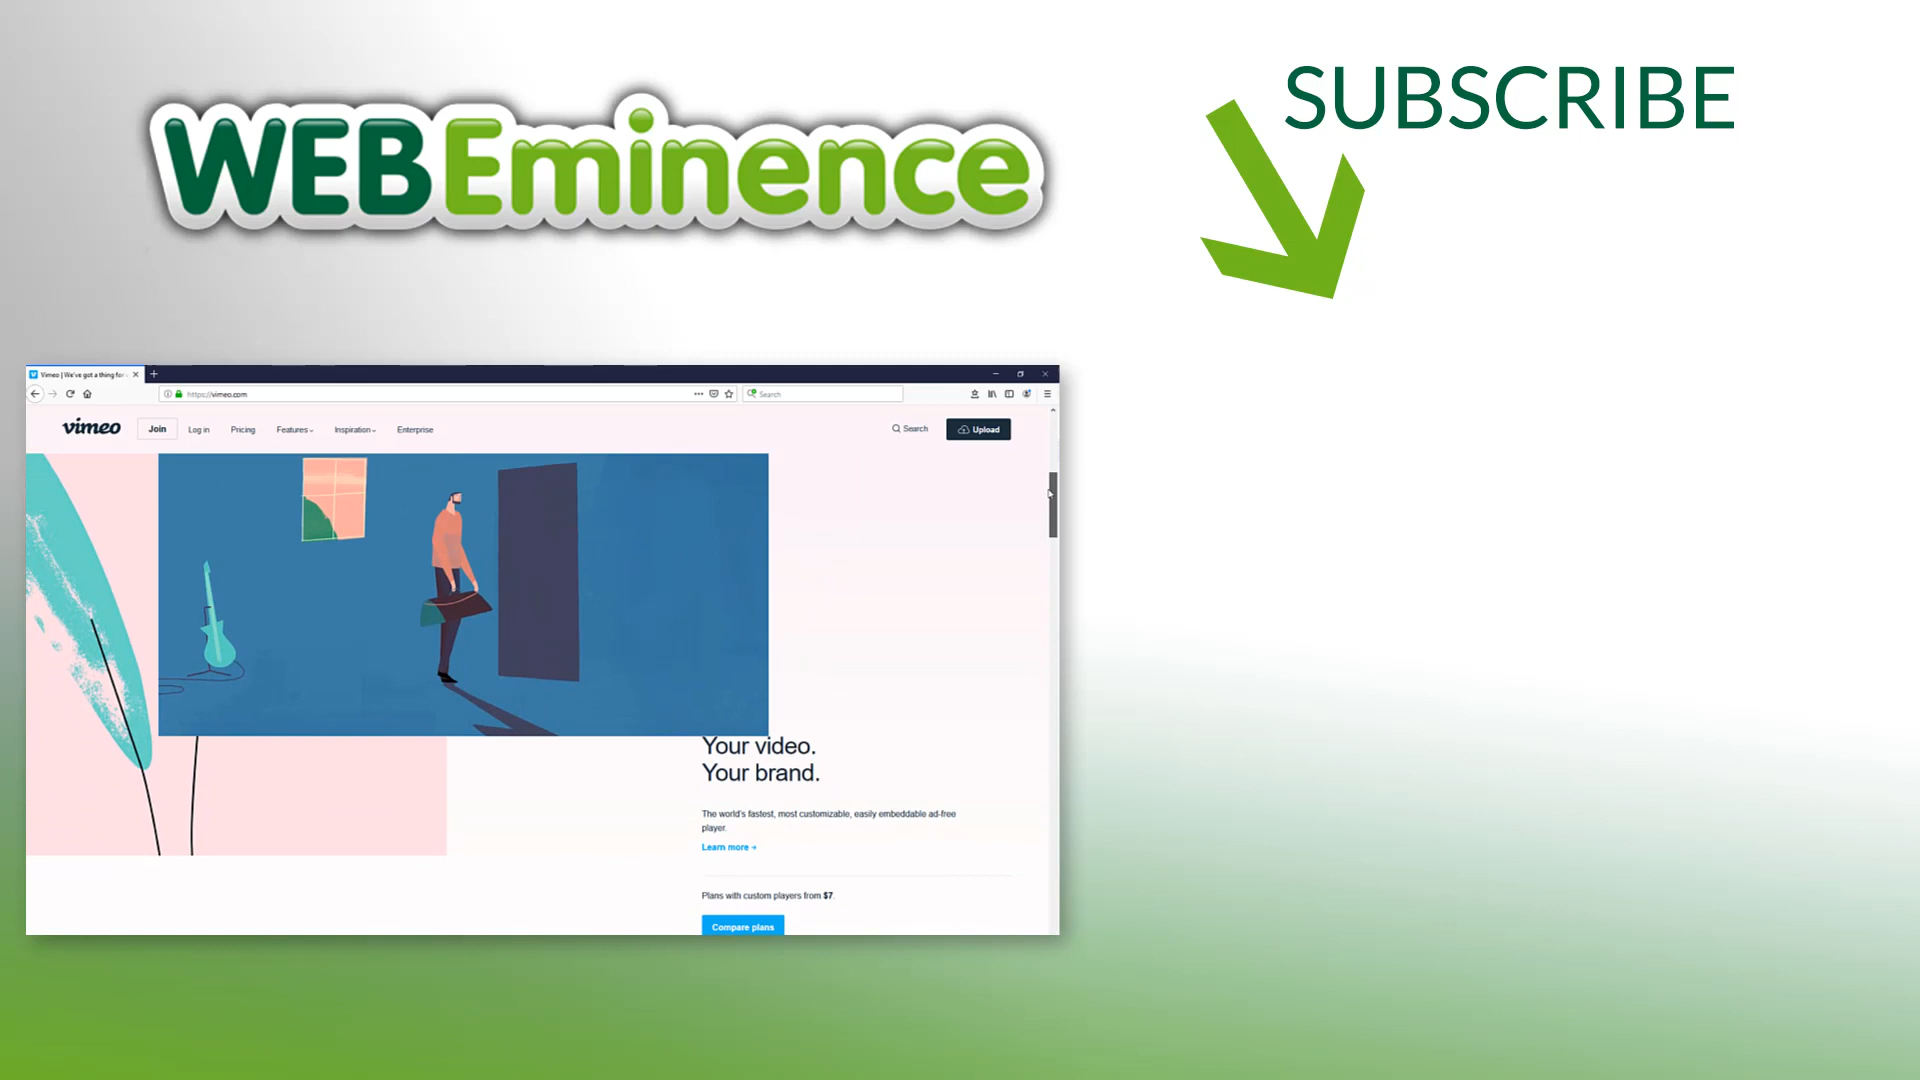 WEBEminence
SUBSCRIBE
Vimeo | We've got a thing for
https://vimeo.com
Search
vimeo
Join
Log in
Pricing
Features
Inspiration
Enterprise
Search
Upload
Your video.
Your brand.
The world's fastest, most customizable, easily embeddable ad-free
player.
Learn more →
Plans with custom players from $7.
Compare plans